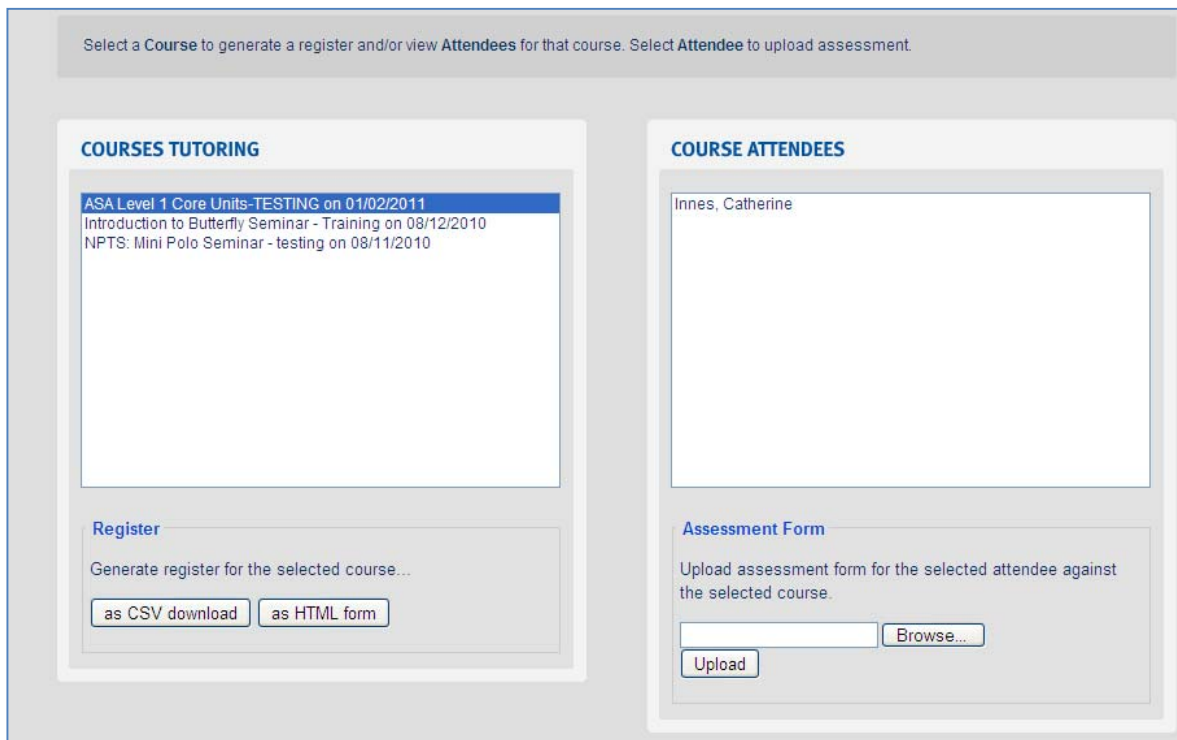 Select a Course to generate a register and/or view Attendees for that course. Select Attendee to upload assessment.
COURSES TUTORING
ASA Level 1 Core Units-TESTING on 01/02/2011
Introduction to Butterfly Seminar - Training on 08/12/2010
NPTS: Mini Polo Seminar - testing on 08/11/2010
Register
Generate register for the selected course...
as CSV download
as HTML form
COURSE ATTENDEES
Innes, Catherine
Assessment Form
Upload assessment form for the selected attendee against
the selected course.
Browse...
Upload